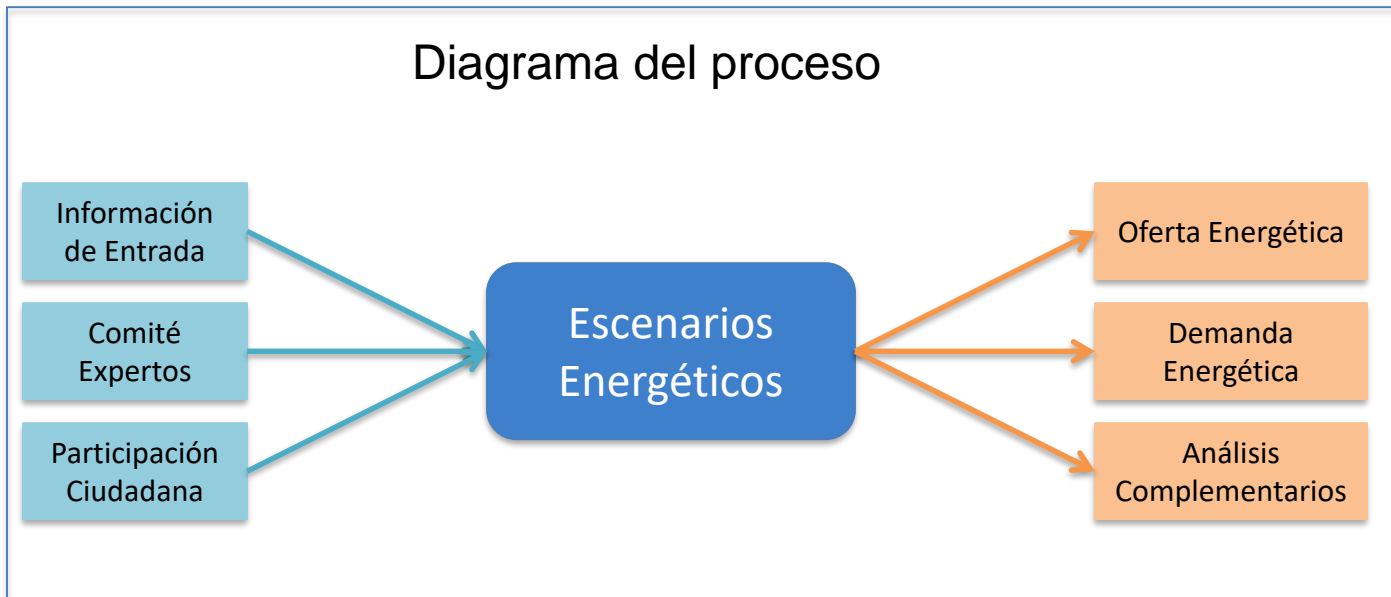 Diagrama del proceso
Información
de Entrada
Comité
Expertos
Participación
Ciudadana
Escenarios
Energéticos
Oferta Energética
Demanda
Energética
Análisis
Complementarios